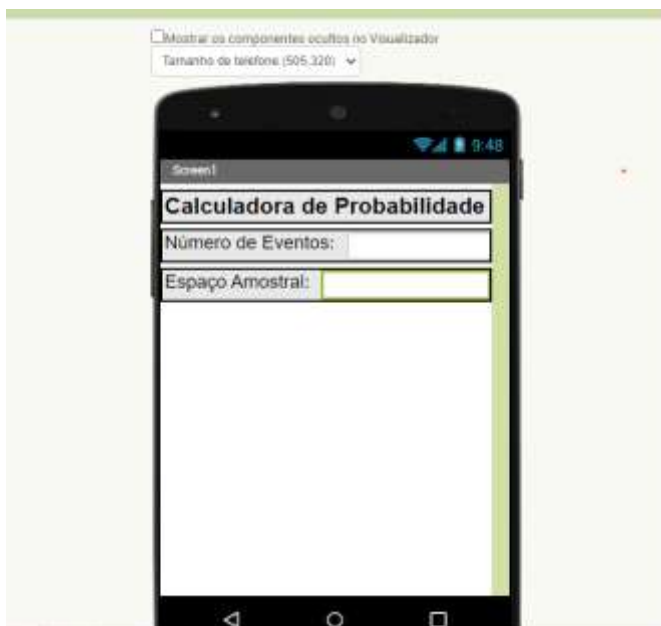 Mostrar os componentes ocultos no Visualizador
Tamanho de telefone (505,320)
9:48
Screen1
Calculadora de Probabilidade
Número de Eventos:
Espaço Amostral: